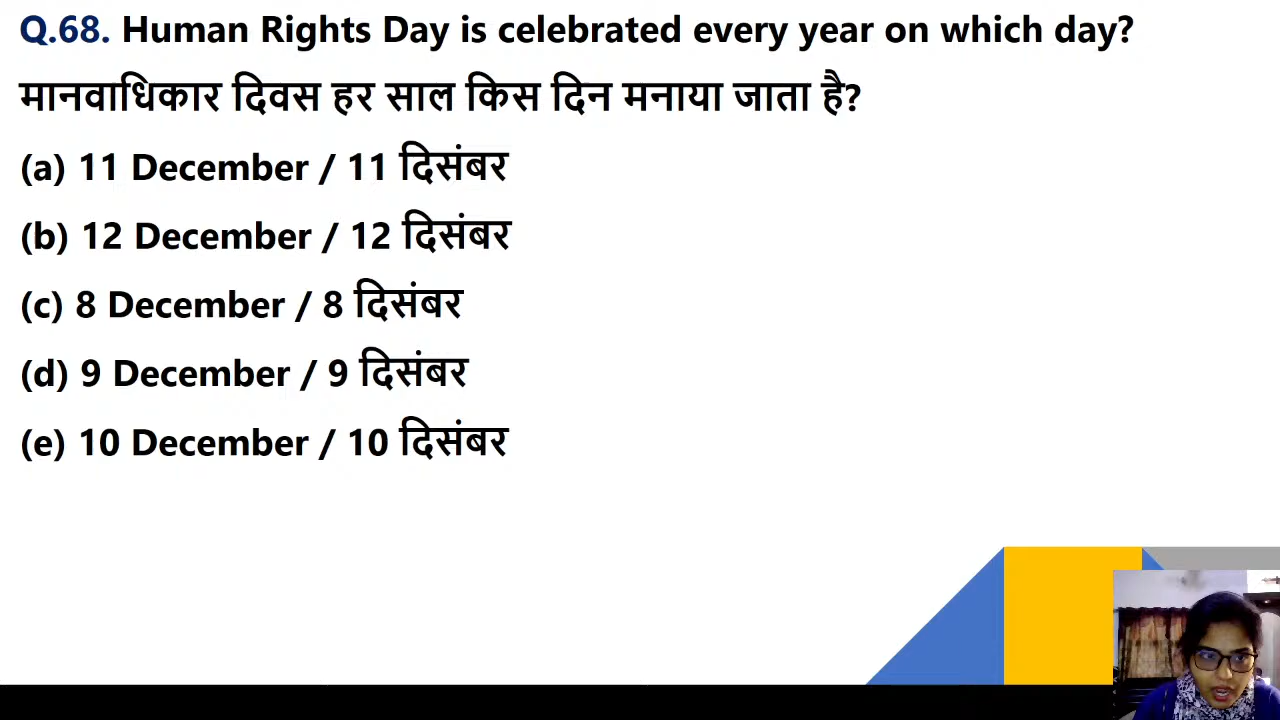 Q.68. Human Rights Day is celebrated every year on which day?
मानवाधिकार दिवस हर साल किस दिन मनाया जाता है?
(a) 11 December / 11 दिसंबर
(b) 12 December / 12 दिसंबर
(c) 8 December / 8 दिसंबर
(d) 9 December / 9 दिसंबर
(e) 10 December / 10 दिसंबर